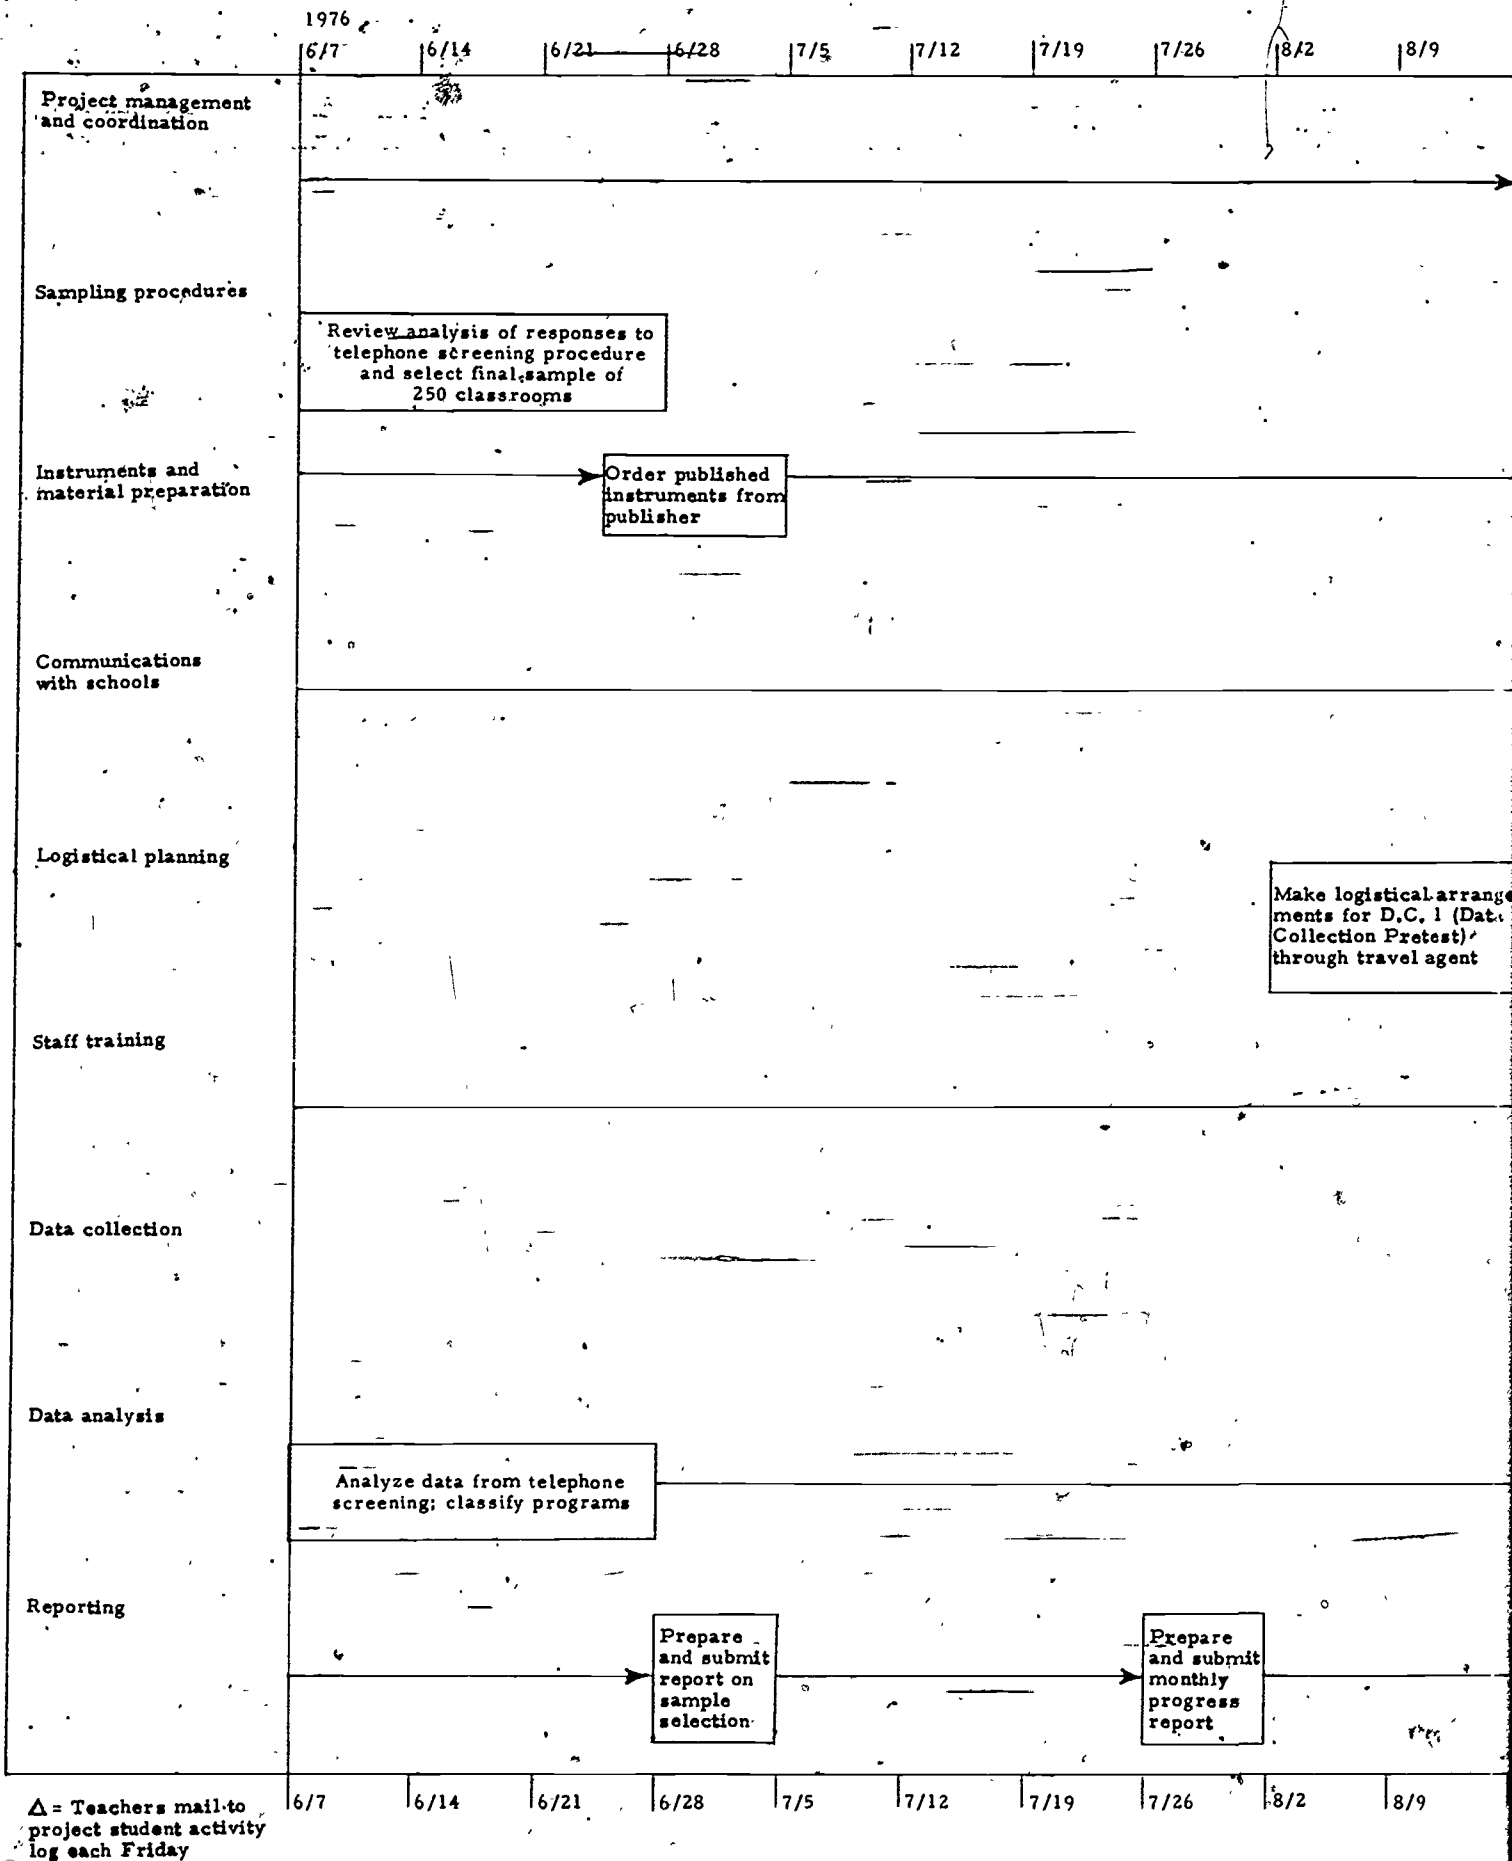 1976
6/7 6/14 6/21 6/28 7/5 7/12 7/19 7/26 8/2 8/9
Project management
and coordination
Sampling procedures
Review analysis of responses to
telephone screening procedure
and select final sample of
250 classrooms
Instruments and
material preparation
Order published
instruments from
publisher
Communications
with schools
Logistical planning
Make logistical arrange
ments for D.C. 1 (Data
Collection Pretest)
through travel agent
Staff training
Data collection
Data analysis
Analyze data from telephone
screening; classify programs
Reporting
Prepare
and submit
report on
sample
selection
Prepare
and submit
monthly
progress
report
6/7 6/14 6/21 6/28 7/5 7/12 7/19 7/26 8/2 8/9
Δ = Teachers mail to
project student activity
log each Friday